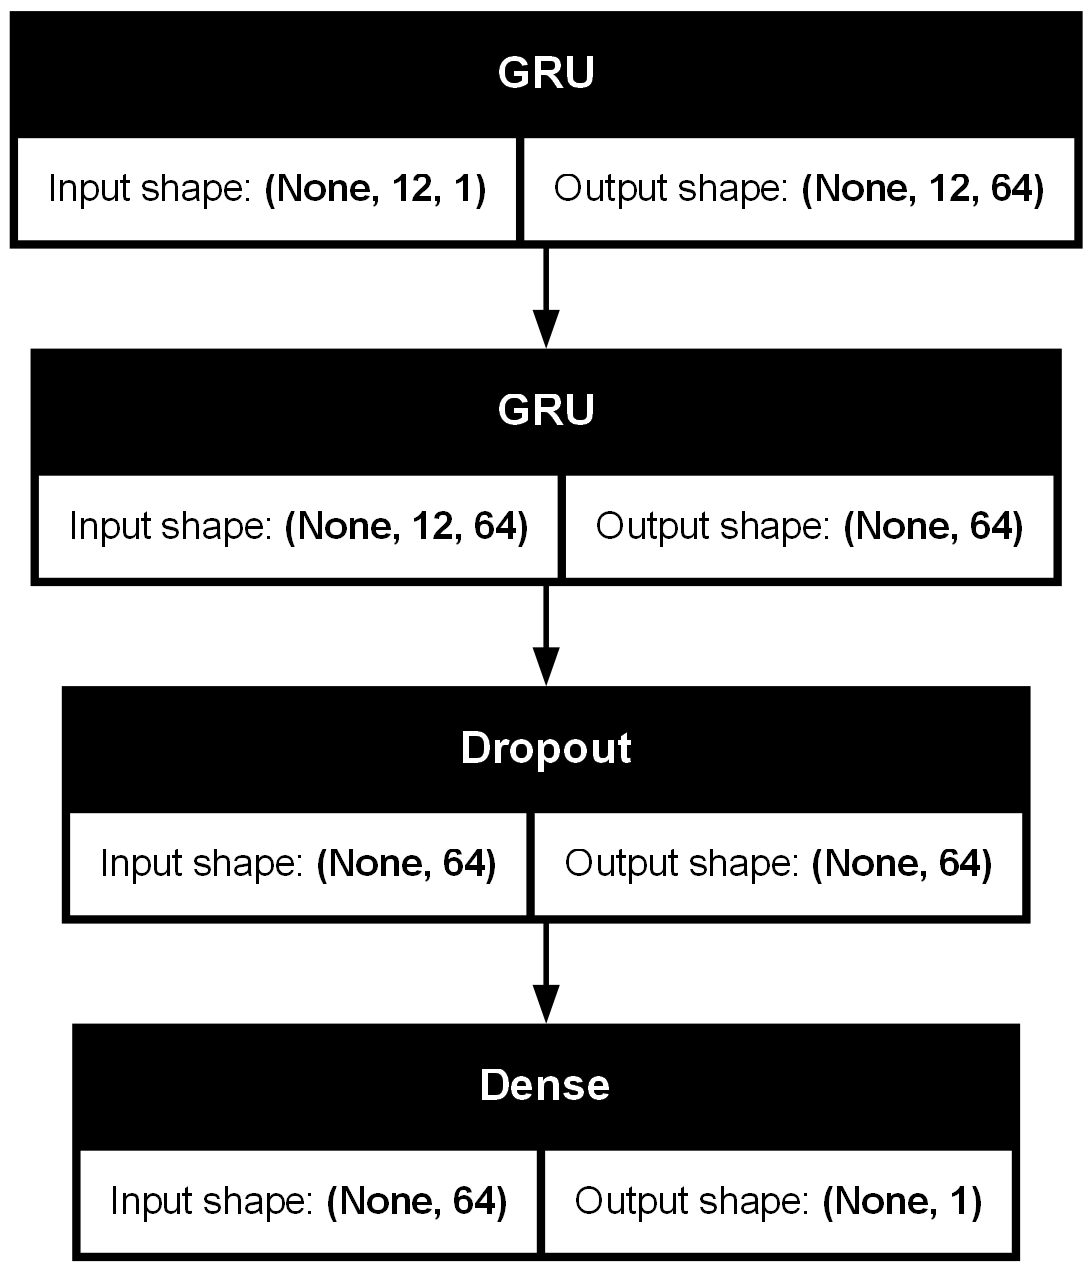 GRU
Input shape: (None, 12, 1)
Output shape: (None, 12, 64)
GRU
Input shape: (None, 12, 64)
Output shape: (None, 64)
Dropout
Input shape: (None, 64)
Output shape: (None, 64)
Dense
Input shape: (None, 64)
Output shape: (None, 1)